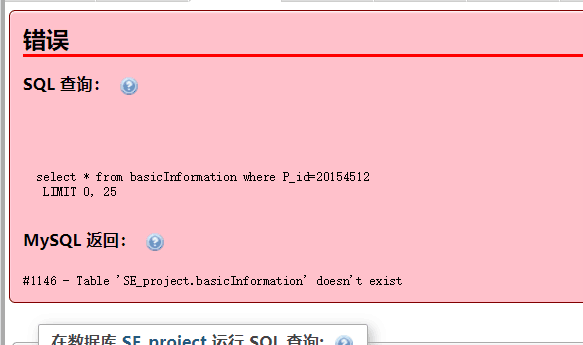 错误
SQL 查询：
select * from basicInformation where P_id=20154512
LIMIT 0, 25
MySQL 返回：
#1146 - Table 'SE_project.basicInformation' doesn't exist
在数据库 SE_project 运行 SQL 查询: